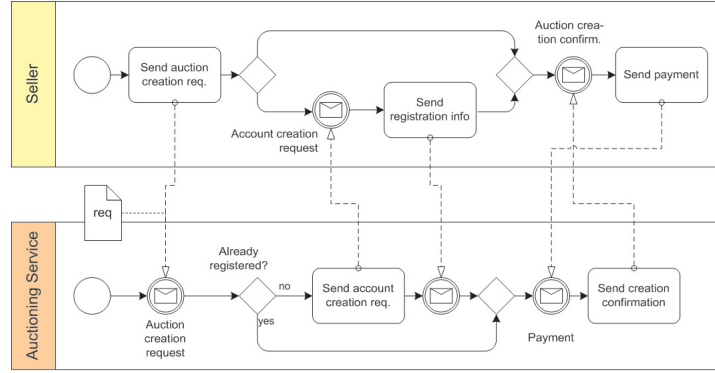 Seller
Send auction
creation req.
Account creation
request
Send
registration info
Auction crea-
tion confirm.
Send payment
req
Auctioning Service
Auction
creation
request
Already
registered?
no
yes
Send account
creation req.
Payment
Send creation
confirmation